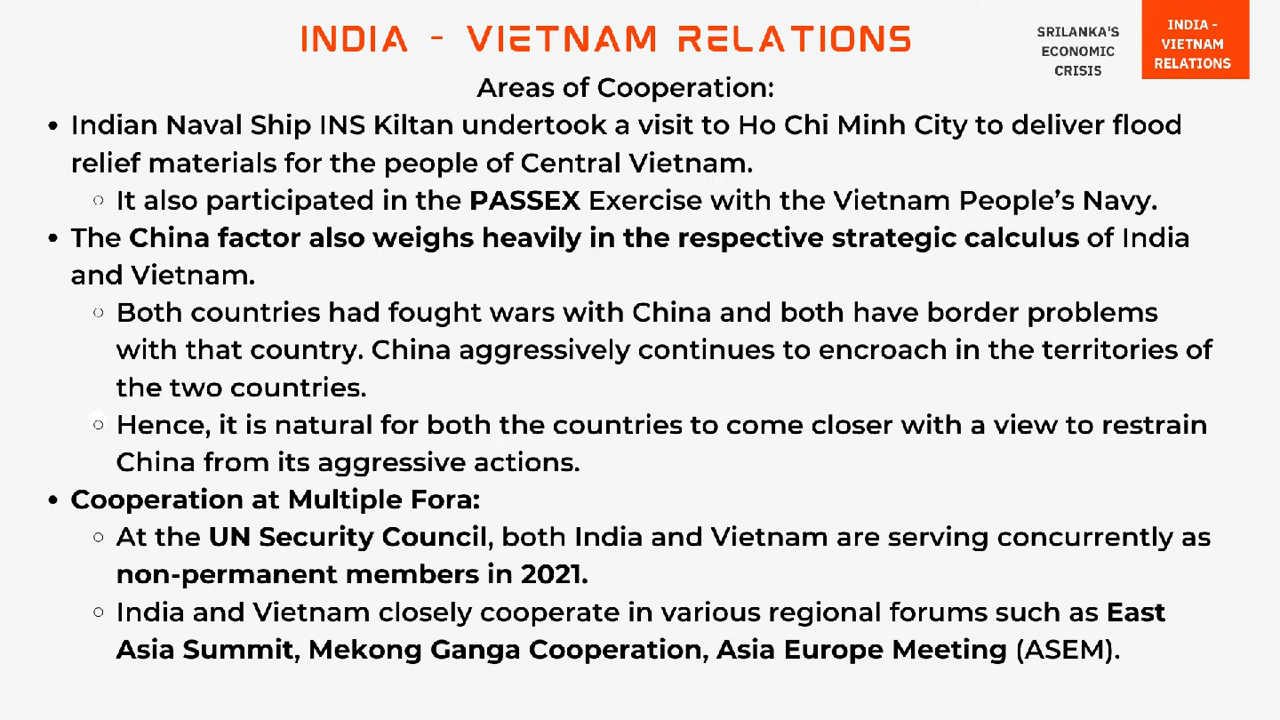 INDIA - VIETNAM RELATIONS
SRILANKA'S
ECONOMIC
CRISIS
INDIA -
VIETNAM
RELATIONS
Areas of Cooperation:
• Indian Naval Ship INS Kiltan undertook a visit to Ho Chi Minh City to deliver flood
relief materials for the people of Central Vietnam.
○ It also participated in the PASSEX Exercise with the Vietnam People’s Navy.
• The China factor also weighs heavily in the respective strategic calculus of India
and Vietnam.
○ Both countries had fought wars with China and both have border problems
with that country. China aggressively continues to encroach in the territories of
the two countries.
○ Hence, it is natural for both the countries to come closer with a view to restrain
China from its aggressive actions.
• Cooperation at Multiple Fora:
○ At the UN Security Council, both India and Vietnam are serving concurrently as
non-permanent members in 2021.
○ India and Vietnam closely cooperate in various regional forums such as East
Asia Summit, Mekong Ganga Cooperation, Asia Europe Meeting (ASEM).